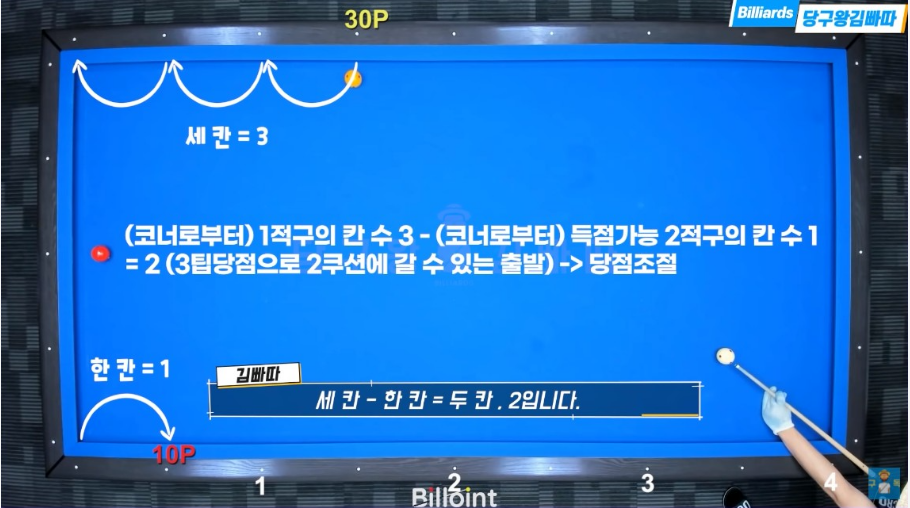 30P
Billiards 당구왕김빠따
세 칸 = 3
(코너로부터) 1적구의 칸 수 3 - (코너로부터) 득점가능 2적구의 칸 수 1
= 2 (3팁당점으로 2쿠션에 갈 수 있는 출발) -> 당점조절
한 칸 = 1
김빠따
세 칸 - 한 칸 = 두 칸 , 2입니다.
10P
1 2 3 4
Billoint